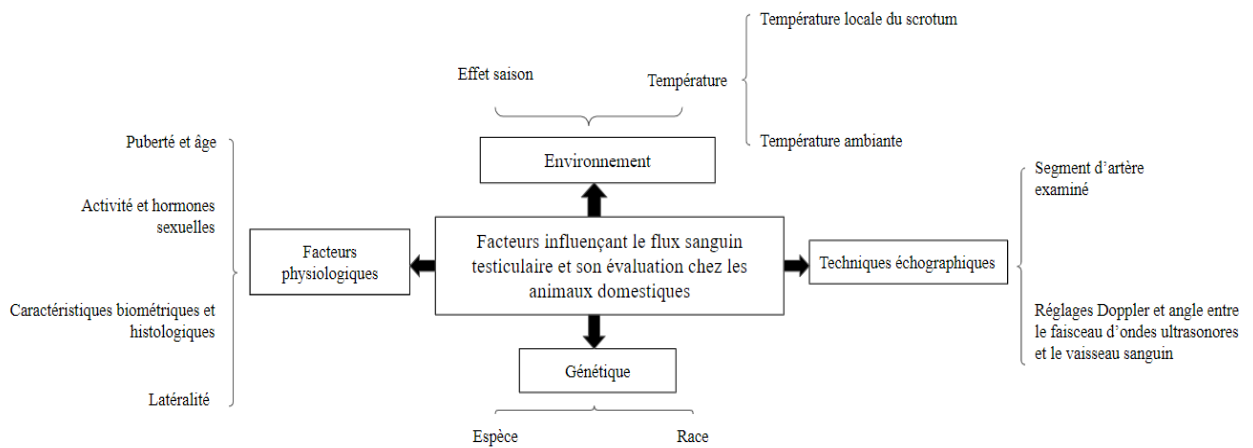 Température locale du scrotum
Effet saison
Température
Température ambiante
Environnement
Puberté et âge
Activité et hormones
sexuelles
Caractéristiques biométriques et
histologiques
Latéralité
Facteurs
physiologiques
Facteurs influençant le flux sanguin
testiculaire et son évaluation chez les
animaux domestiques
Techniques échographiques
Segment d’artère
examiné
Réglages Doppler et angle entre
le faisceau d’ondes ultrasonores
et le vaisseau sanguin
Génétique
Espèce
Race